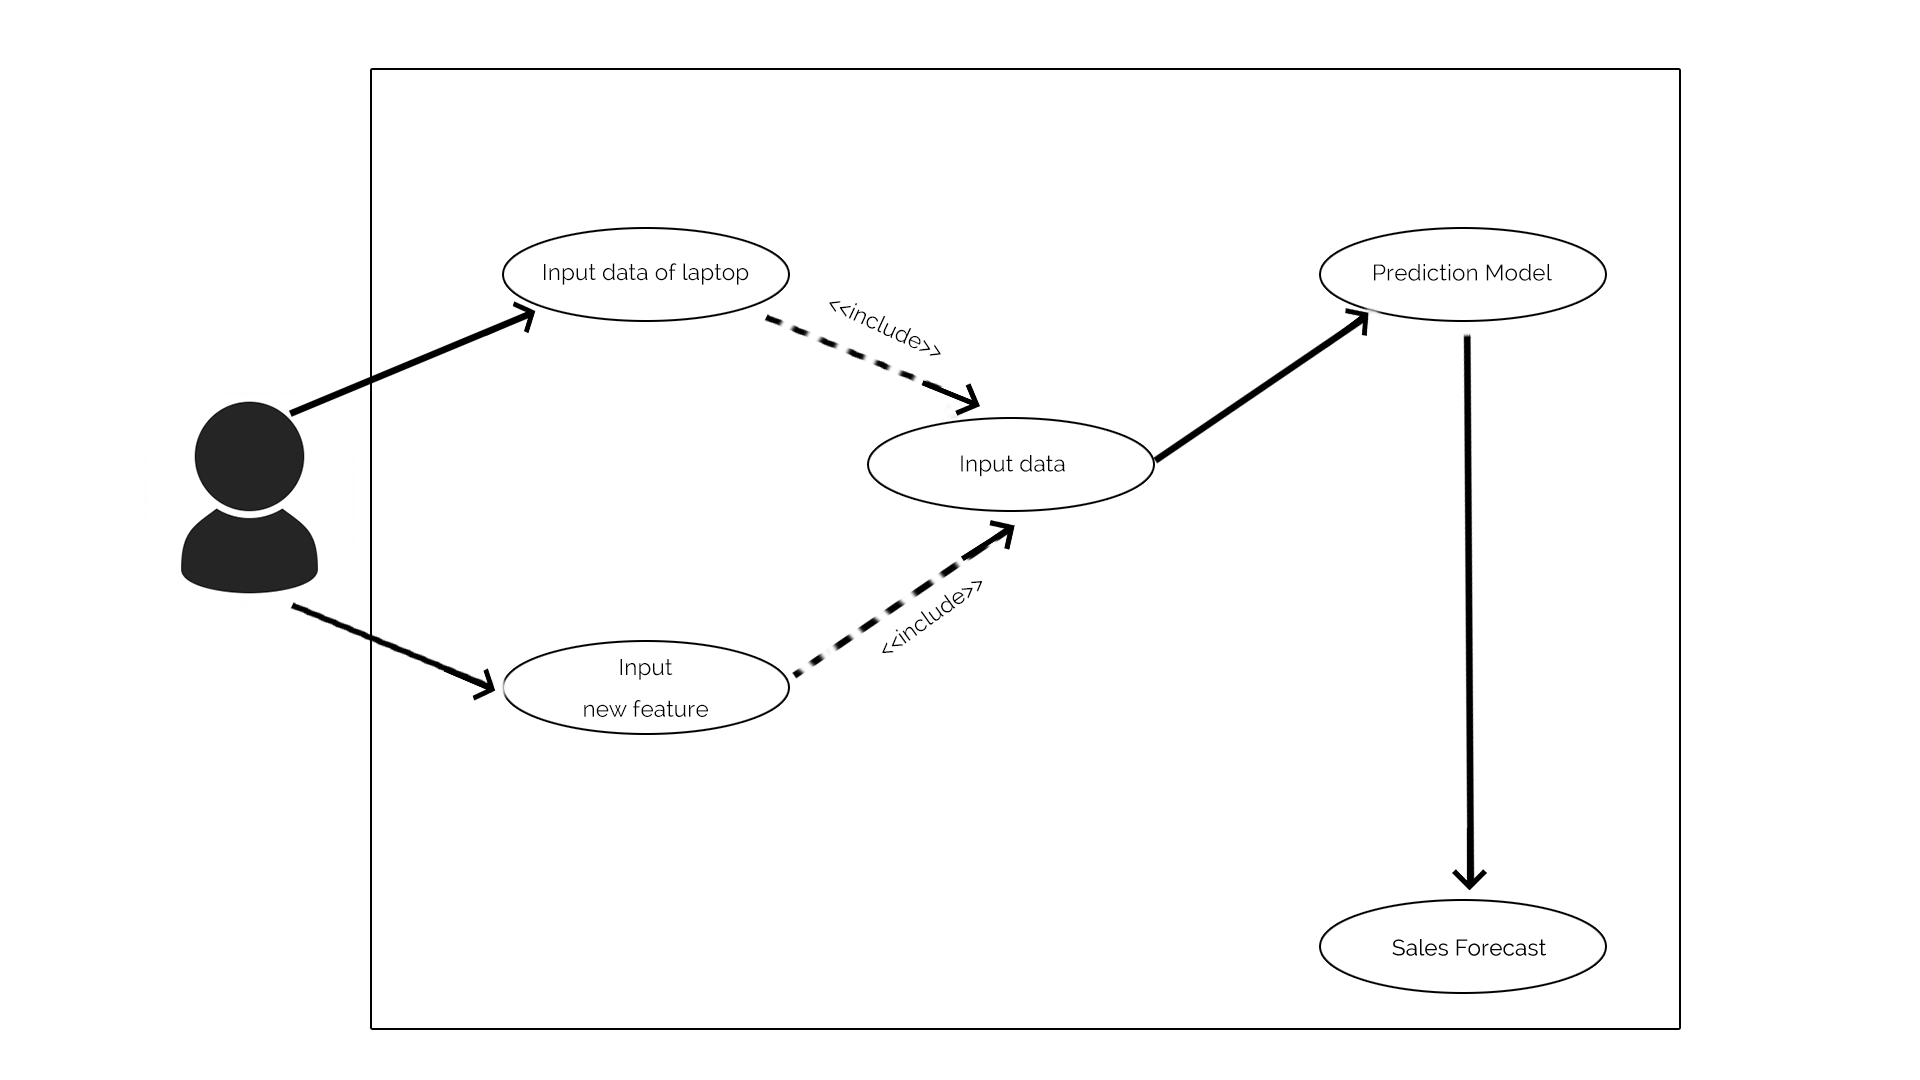 Input data of laptop
<<include>>
Prediction Model
Input data
<<include>>
Input
new feature
Sales Forecast